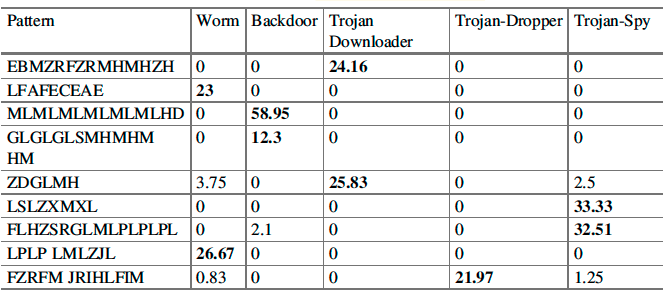 Pattern Worm Backdoor Trojan Trojan-Dropper Trojan-Spy
Downloader
EBMZRFZRMHMHZH 0 0 24.16 0 0
LFAFECEAE 23 0 0 0 0
MLMLMLMLMLMLHD 0 58.95 0 0 0
GLGLGLSMHMHM 0 12.3 0 0 0
HM
ZDGLMH 3.75 0 25.83 0 2.5
LSLZXMXL 0 0 0 0 33.33
FLHZSRGLMLPLPLPL 0 2.1 0 0 32.51
LPLP LMLZJL 26.67 0 0 0 0
FZRFM JRIHLFIM 0.83 0 0 21.97 1.25